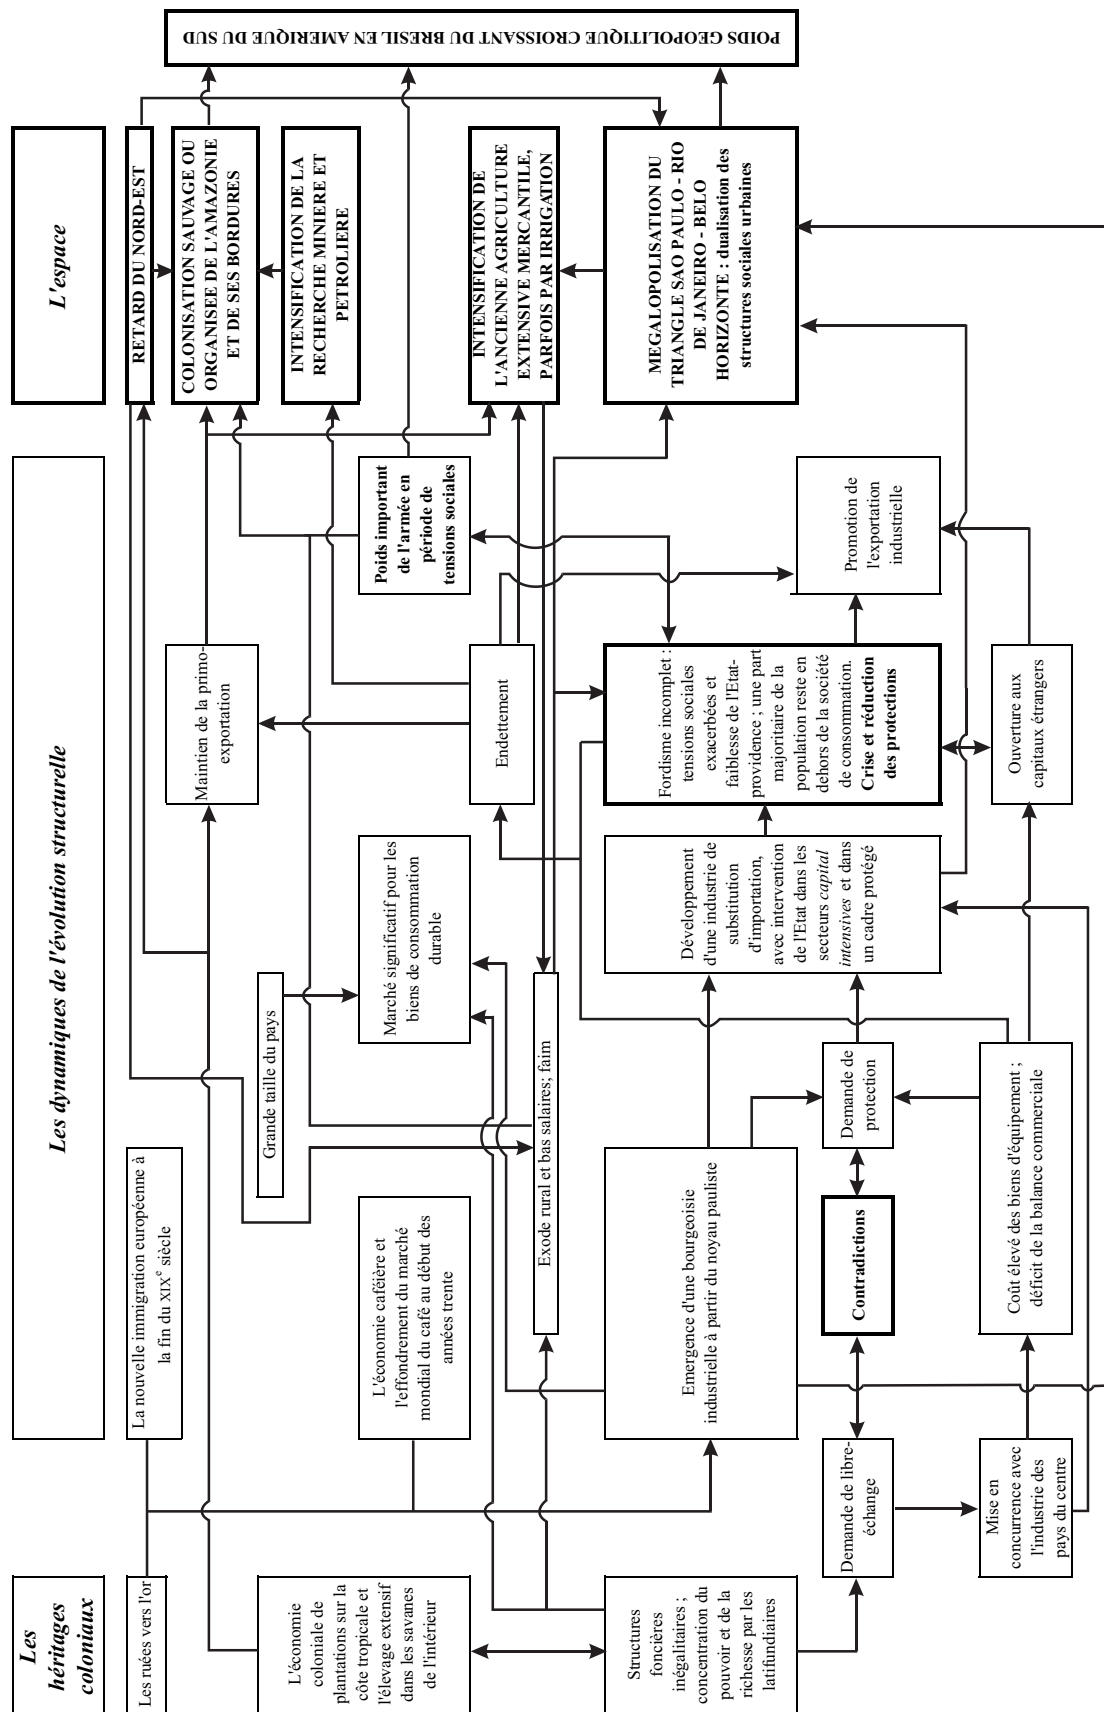 Les
héritages
coloniaux
Les dynamiques de l'évolution structurelle
L'espace
Les ruées vers l'or
L'économie
coloniale de
plantations sur la
côte tropicale et
l'élevage extensif
dans les savanes
de l'intérieur
Structures
foncières
inégalitaires ;
concentration du
pouvoir et de la
richesse par les
latifundiaires
La nouvelle immigration européenne à
la fin du XIXe siècle
L'économie caféière et
l'effondrement du marché
mondial du café au début des
années trente
Emergence d'une bourgeoisie
industrielle à partir du noyau pauliste
Demande de libre-
échange
Mise en
concurrence avec
l'industrie des
pays du centre
Contradictions
Grande taille du pays
Exode rural et bas salaires; faim
Demande de
protection
Coût élevé des biens d'équipement ;
déficit de la balance commerciale
Marché significatif pour les
biens de consommation
durable
Développement
d'une industrie de
substitution
d'importation,
avec intervention
de l'Etat dans les
secteurs capital
intensives et dans
un cadre protégé
Maintien de la primo-
exportation
Endettement
Fordisme incomplet :
tensions sociales
exacerbées et
faiblesse de l'Etat-
providence ; une part
majoritaire de la
population reste en
dehors de la société
de consommation.
Crise et réduction
des protections
Ouverture aux
capitaux étrangers
Poids important
de l'armée en
période de
tensions sociales
Promotion de
l'exportation
industrielle
RETARD DU NORD-EST
COLONISATION SAUVAGE OU
ORGANISEE DE L'AMAZONIE
ET DE SES BORDURES
INTENSIFICATION DE LA
RECHERCHE MINIERE ET
PETROLIERE
INTENSIFICATION DE
L'ANCIENNE AGRICULTURE
EXTENSIVE MERCANTILE,
PARFOIS PAR IRRIGATION
MEGALOPOLISATION DU
TRIANGLE SAO PAULO - RIO
DE JANEIRO - BELO
HORIZONTE : dualisation des
structures sociales urbaines
POIDS GEOPOLITIQUE CROISSANT DU BRESIL EN AMERIQUE DU SUD